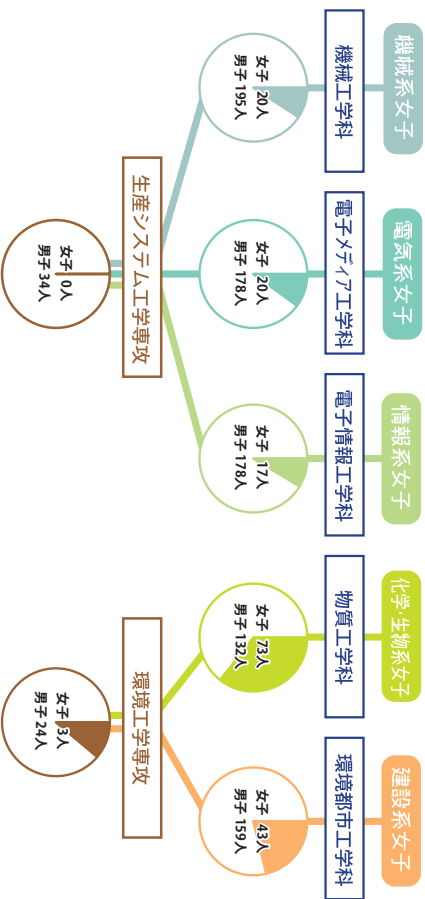 機械系女子
電気系女子
情報系女子
化学・生物系女子
建設系女子
機械工学科
電子メディア工学科
電子情報工学科
物質工学科
環境都市工学科
女子 20人
男子 195人
女子 20人
男子 178人
女子 17人
男子 178人
女子 73人
男子 132人
女子 43人
男子 159人
生産システム工学専攻
環境工学専攻
女子 0人
男子 34人
女子 3人
男子 24人